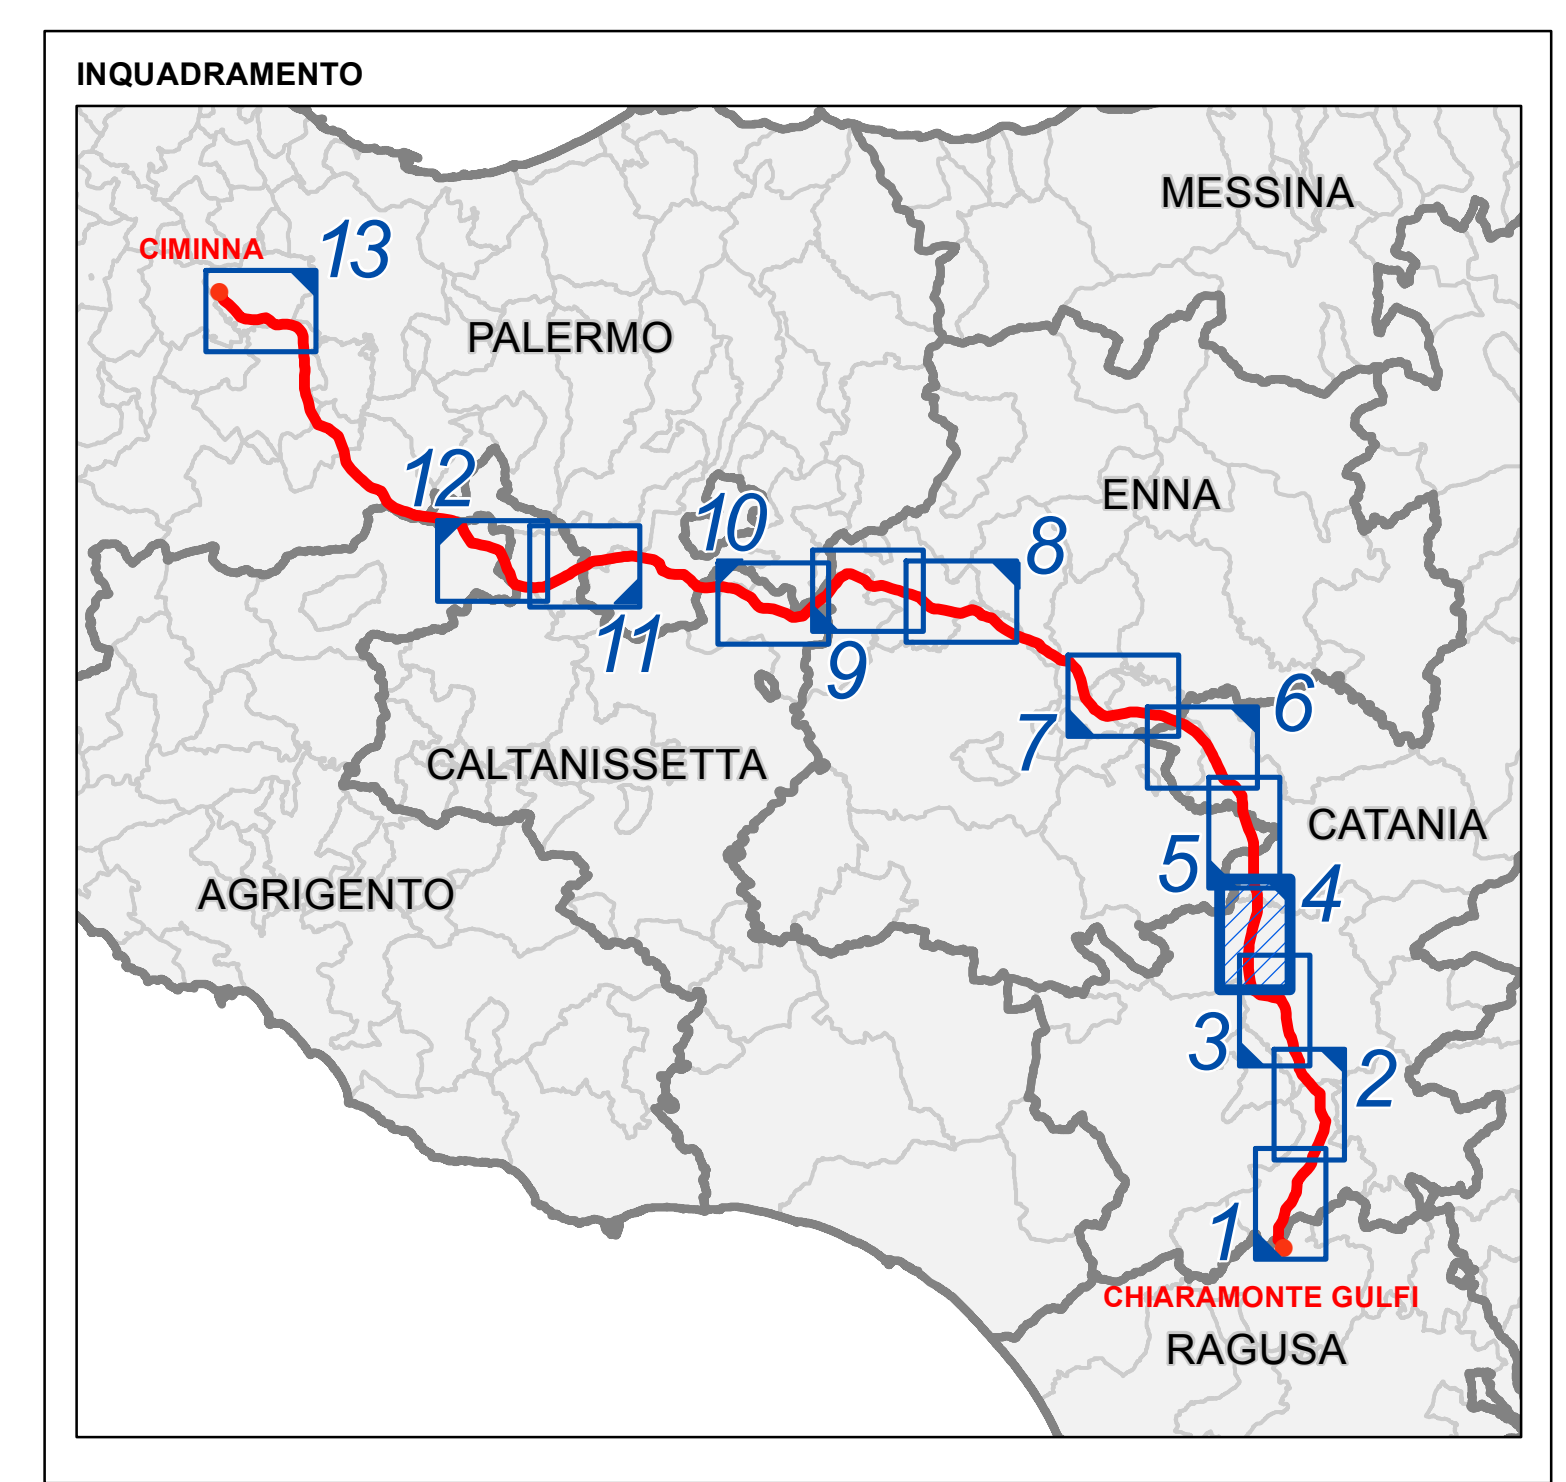 INQUADRAMENTO
MESSINA
CIMINNA
13
PALERMO
12
ENNA
10
8
11
9
6
7
CALTANISSETTA
CATANIA
5
AGRIGENTO
4
3
2
1
CHIARAMONTE GULFI
RAGUSA